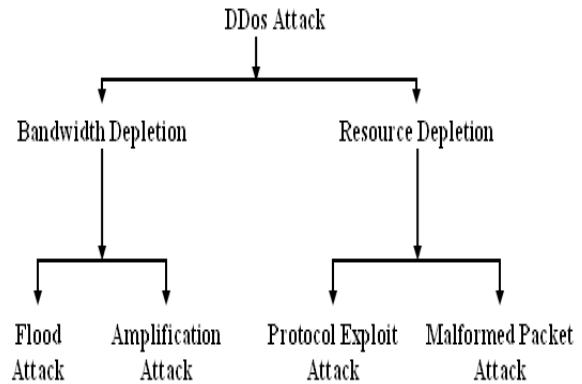 DDos Attack
Bandwidth Depletion
Resource Depletion
Flood
Attack
Amplification
Attack
Protocol Exploit
Attack
Malformed Packet
Attack